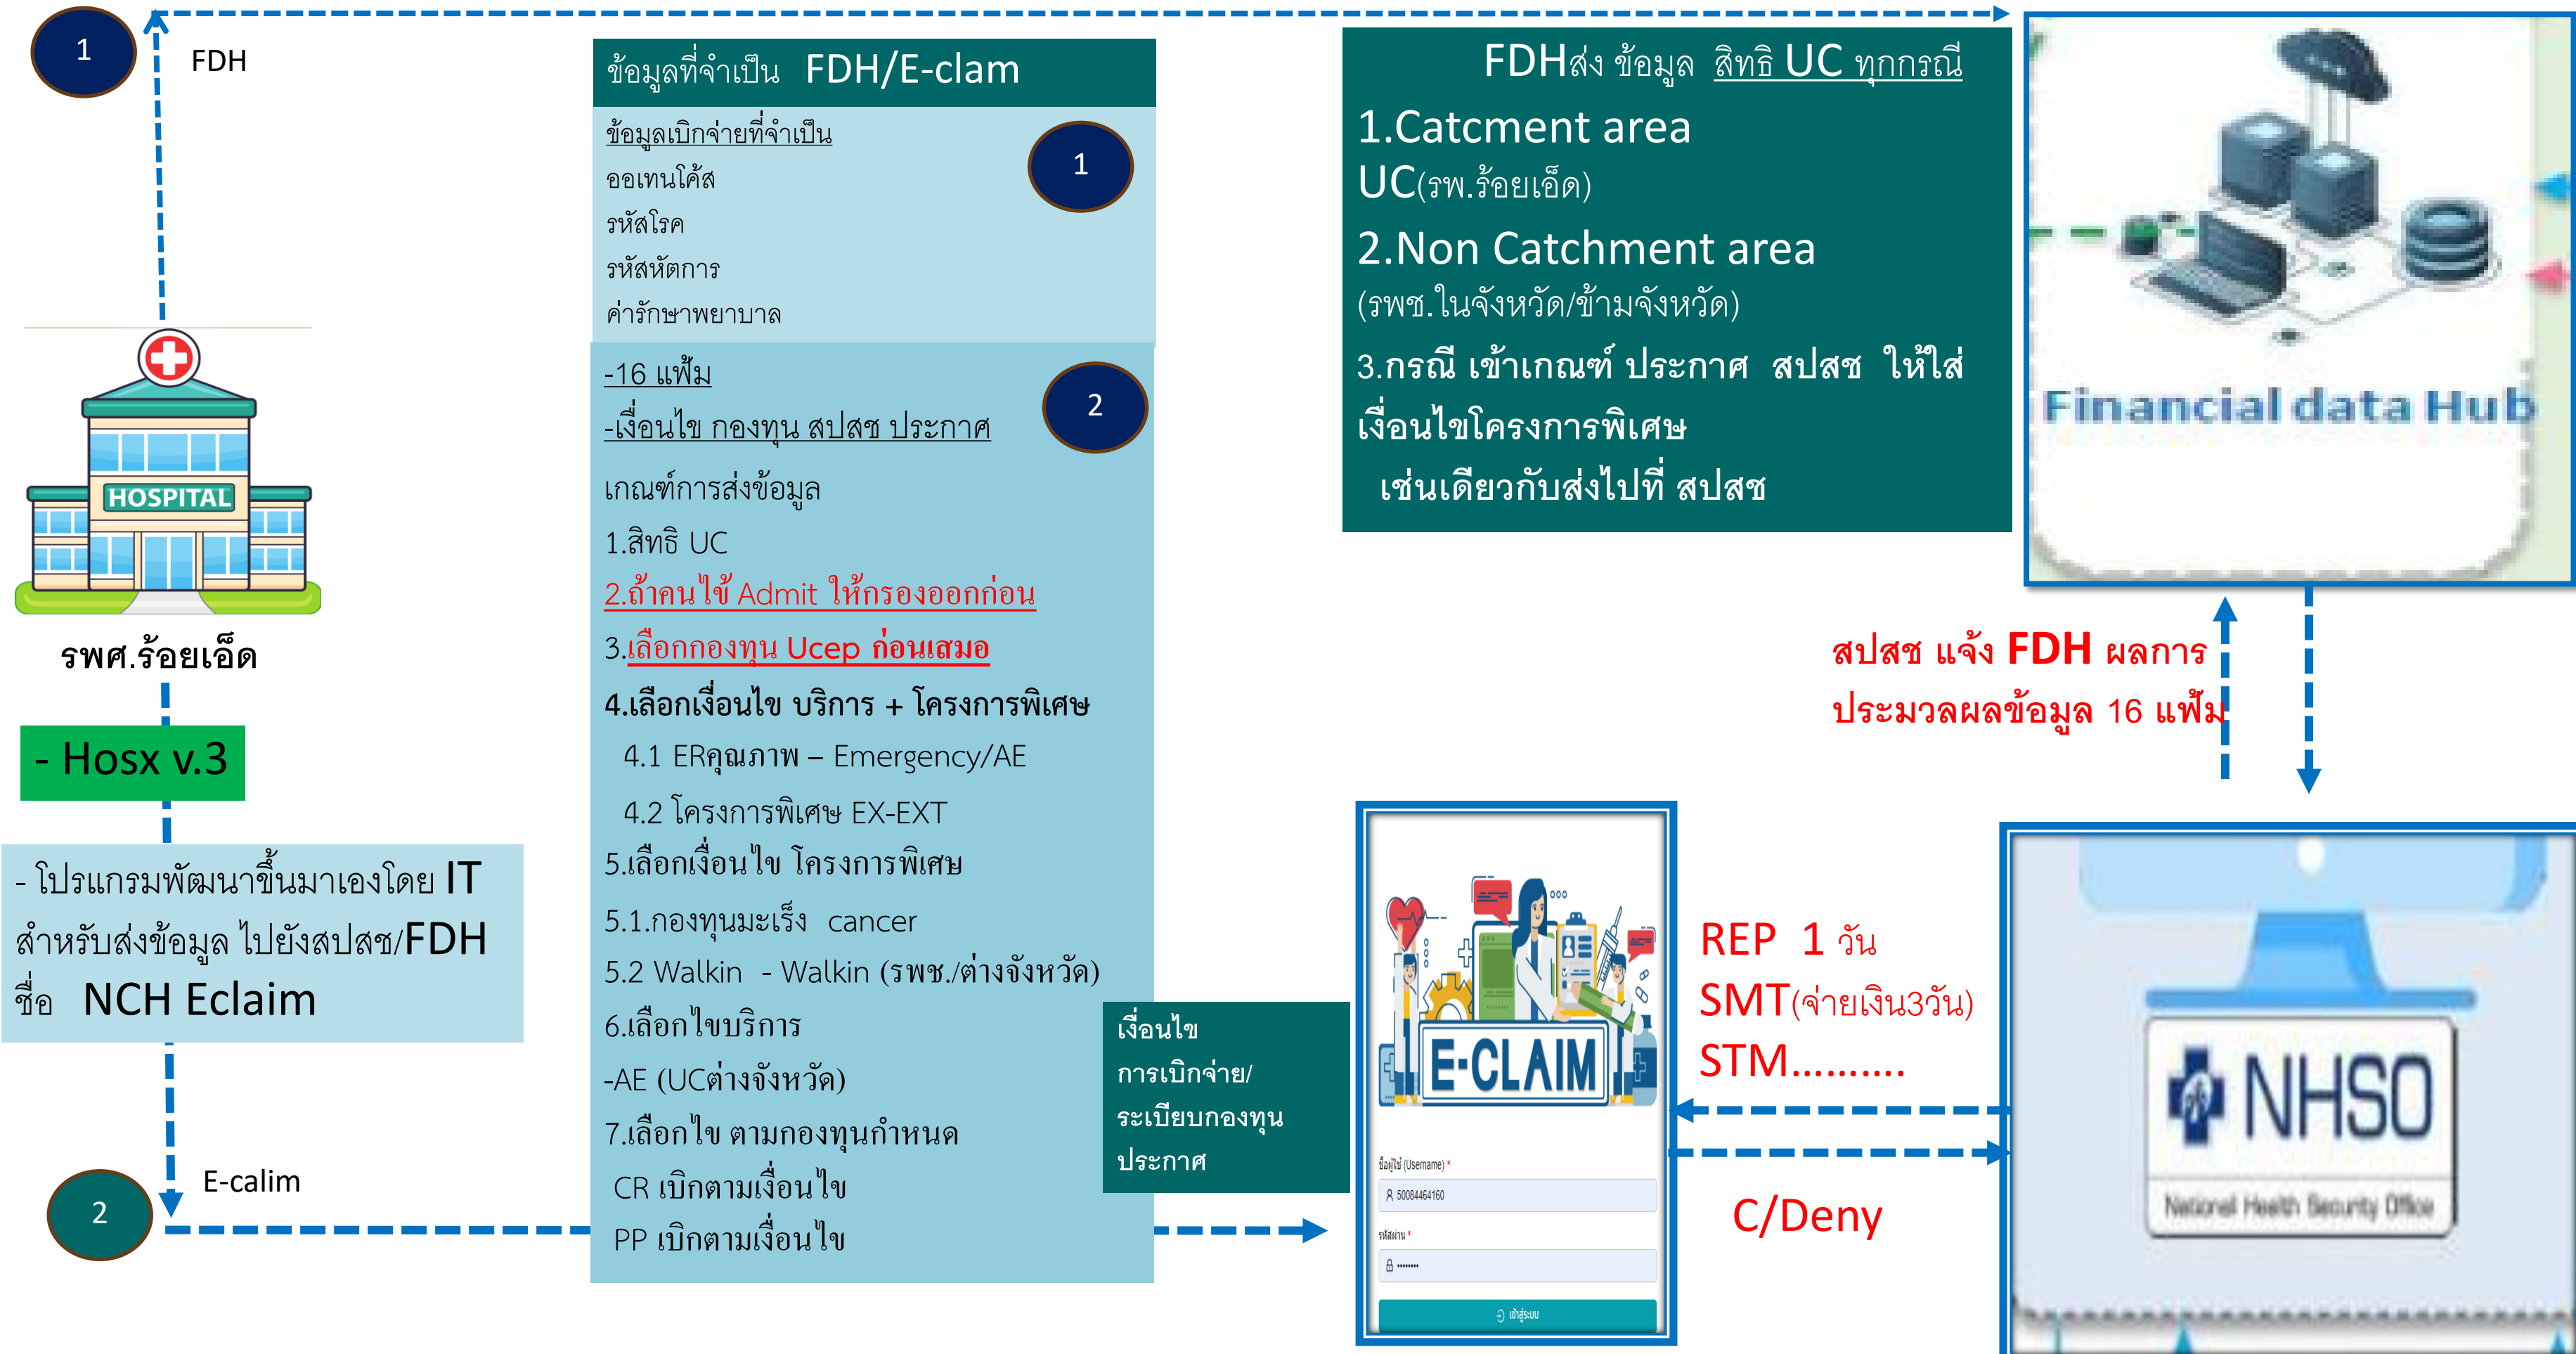 1
FDH
HOSPITAL
รพศ.ร้อยเอ็ด
- Hosx v.3
- โปรแกรมพัฒนาขึ้นมาเองโดย IT
สำหรับส่งข้อมูล ไปยังสปสช/FDH
ชื่อ NCH Eclaim
2
E-calim
ข้อมูลที่จำเป็น FDH/E-clam
ข้อมูลเบิกจ่ายที่จำเป็น
ออเทนโค้ส
รหัสโรค
รหัสหัตการ
ค่ารักษาพยาบาล
1
-16 แฟ้ม
-เงื่อนไข กองทุน สปสช ประกาศ
2
เกณฑ์การส่งข้อมูล
1.สิทธิ UC
2.ถ้าคนไข้ Admit ให้กรองออกก่อน
3.เลือกกองทุน Ucep ก่อนเสมอ
4.เลือกเงื่อนไข บริการ + โครงการพิเศษ
4.1 ERคุณภาพ – Emergency/AE
4.2 โครงการพิเศษ EX-EXT
5.เลือกเงื่อนไข โครงการพิเศษ
5.1.กองทุนมะเร็ง cancer
5.2 Walkin - Walkin (รพช./ต่างจังหวัด)
6.เลือกไขบริการ
-AE (UCต่างจังหวัด)
7.เลือกไข ตามกองทุนกำหนด
CR เบิกตามเงื่อนไข
PP เบิกตามเงื่อนไข
เงื่อนไข
การเบิกจ่าย/
ระเบียบกองทุน
ประกาศ
FDHส่ง ข้อมูล สิทธิ UC ทุกกรณี
1.Catcment area
UC(รพ.ร้อยเอ็ด)
2.Non Catchment area
(รพช.ในจังหวัด/ข้ามจังหวัด)
3.กรณี เข้าเกณฑ์ ประกาศ สปสช ให้ใส่
เงื่อนไขโครงการพิเศษ
เช่นเดียวกับส่งไปที่ สปสช
Financial data Hub
สปสช แจ้ง FDH ผลการ
ประมวลผลข้อมูล 16 แฟ้ม
E-CLAIM
ชื่อผู้ใช้ (Username) *
50084464160
รหัสผ่าน *
••••••••
เข้าสู่ระบบ
REP 1 วัน
SMT(จ่ายเงิน3วัน)
STM..........
C/Deny
NHSO
National Health Security Office